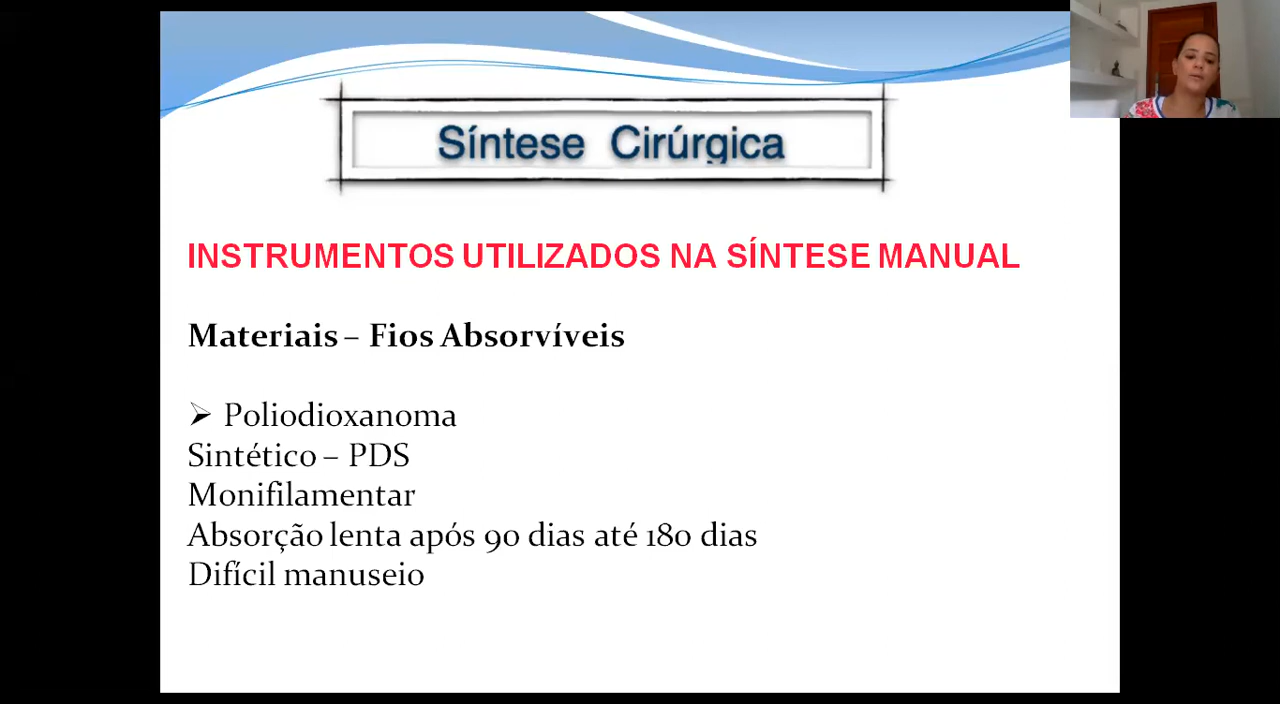 Síntese Cirúrgica
INSTRUMENTOS UTILIZADOS NA SÍNTESE MANUAL
Materiais – Fios Absorvíveis
➢ Poliodioxanoma
Sintético – PDS
Monifilamentar
Absorção lenta após 90 dias até 180 dias
Difícil manuseio